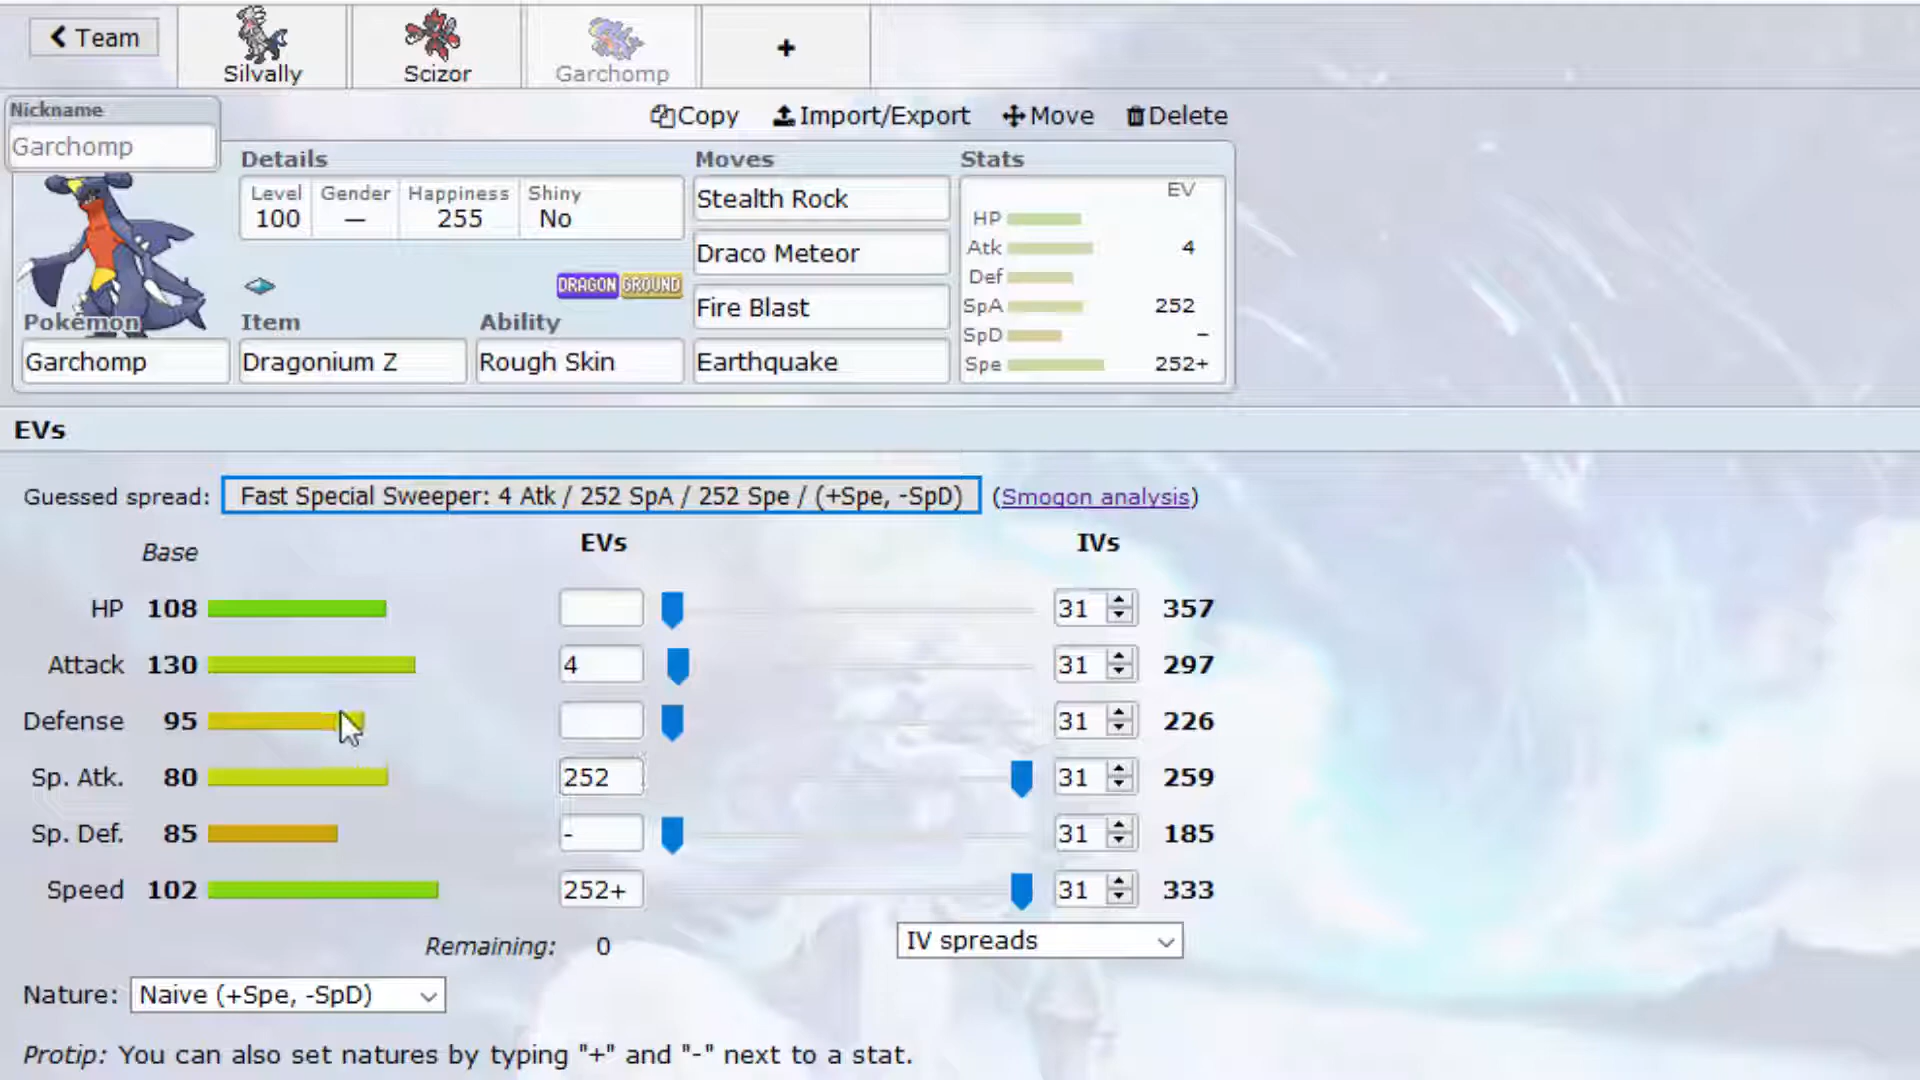 Team
Silvally
Scizor
Garchomp
+
Nickname
Garchomp
Copy
Import/Export
Move
Delete
Details
Level
100
Gender
—
Happiness
255
Shiny
No
DRAGON GROUND
Pokémon
Garchomp
Item
Dragonium Z
Ability
Rough Skin
Moves
Stealth Rock
Draco Meteor
Fire Blast
Earthquake
Stats
EV
HP
Atk 4
Def
SpA 252
SpD –
Spe 252+
EVs
Guessed spread: Fast Special Sweeper: 4 Atk / 252 SpA / 252 Spe / (+Spe, -SpD) (Smogon analysis)
Base EVs IVs
HP 108 31 357
Attack 130 4 31 297
Defense 95 31 226
Sp. Atk. 80 252 31 259
Sp. Def. 85 - 31 185
Speed 102 252+ 31 333
Remaining: 0 IV spreads
Nature: Naive (+Spe, -SpD)
Protip: You can also set natures by typing "+" and "-" next to a stat.